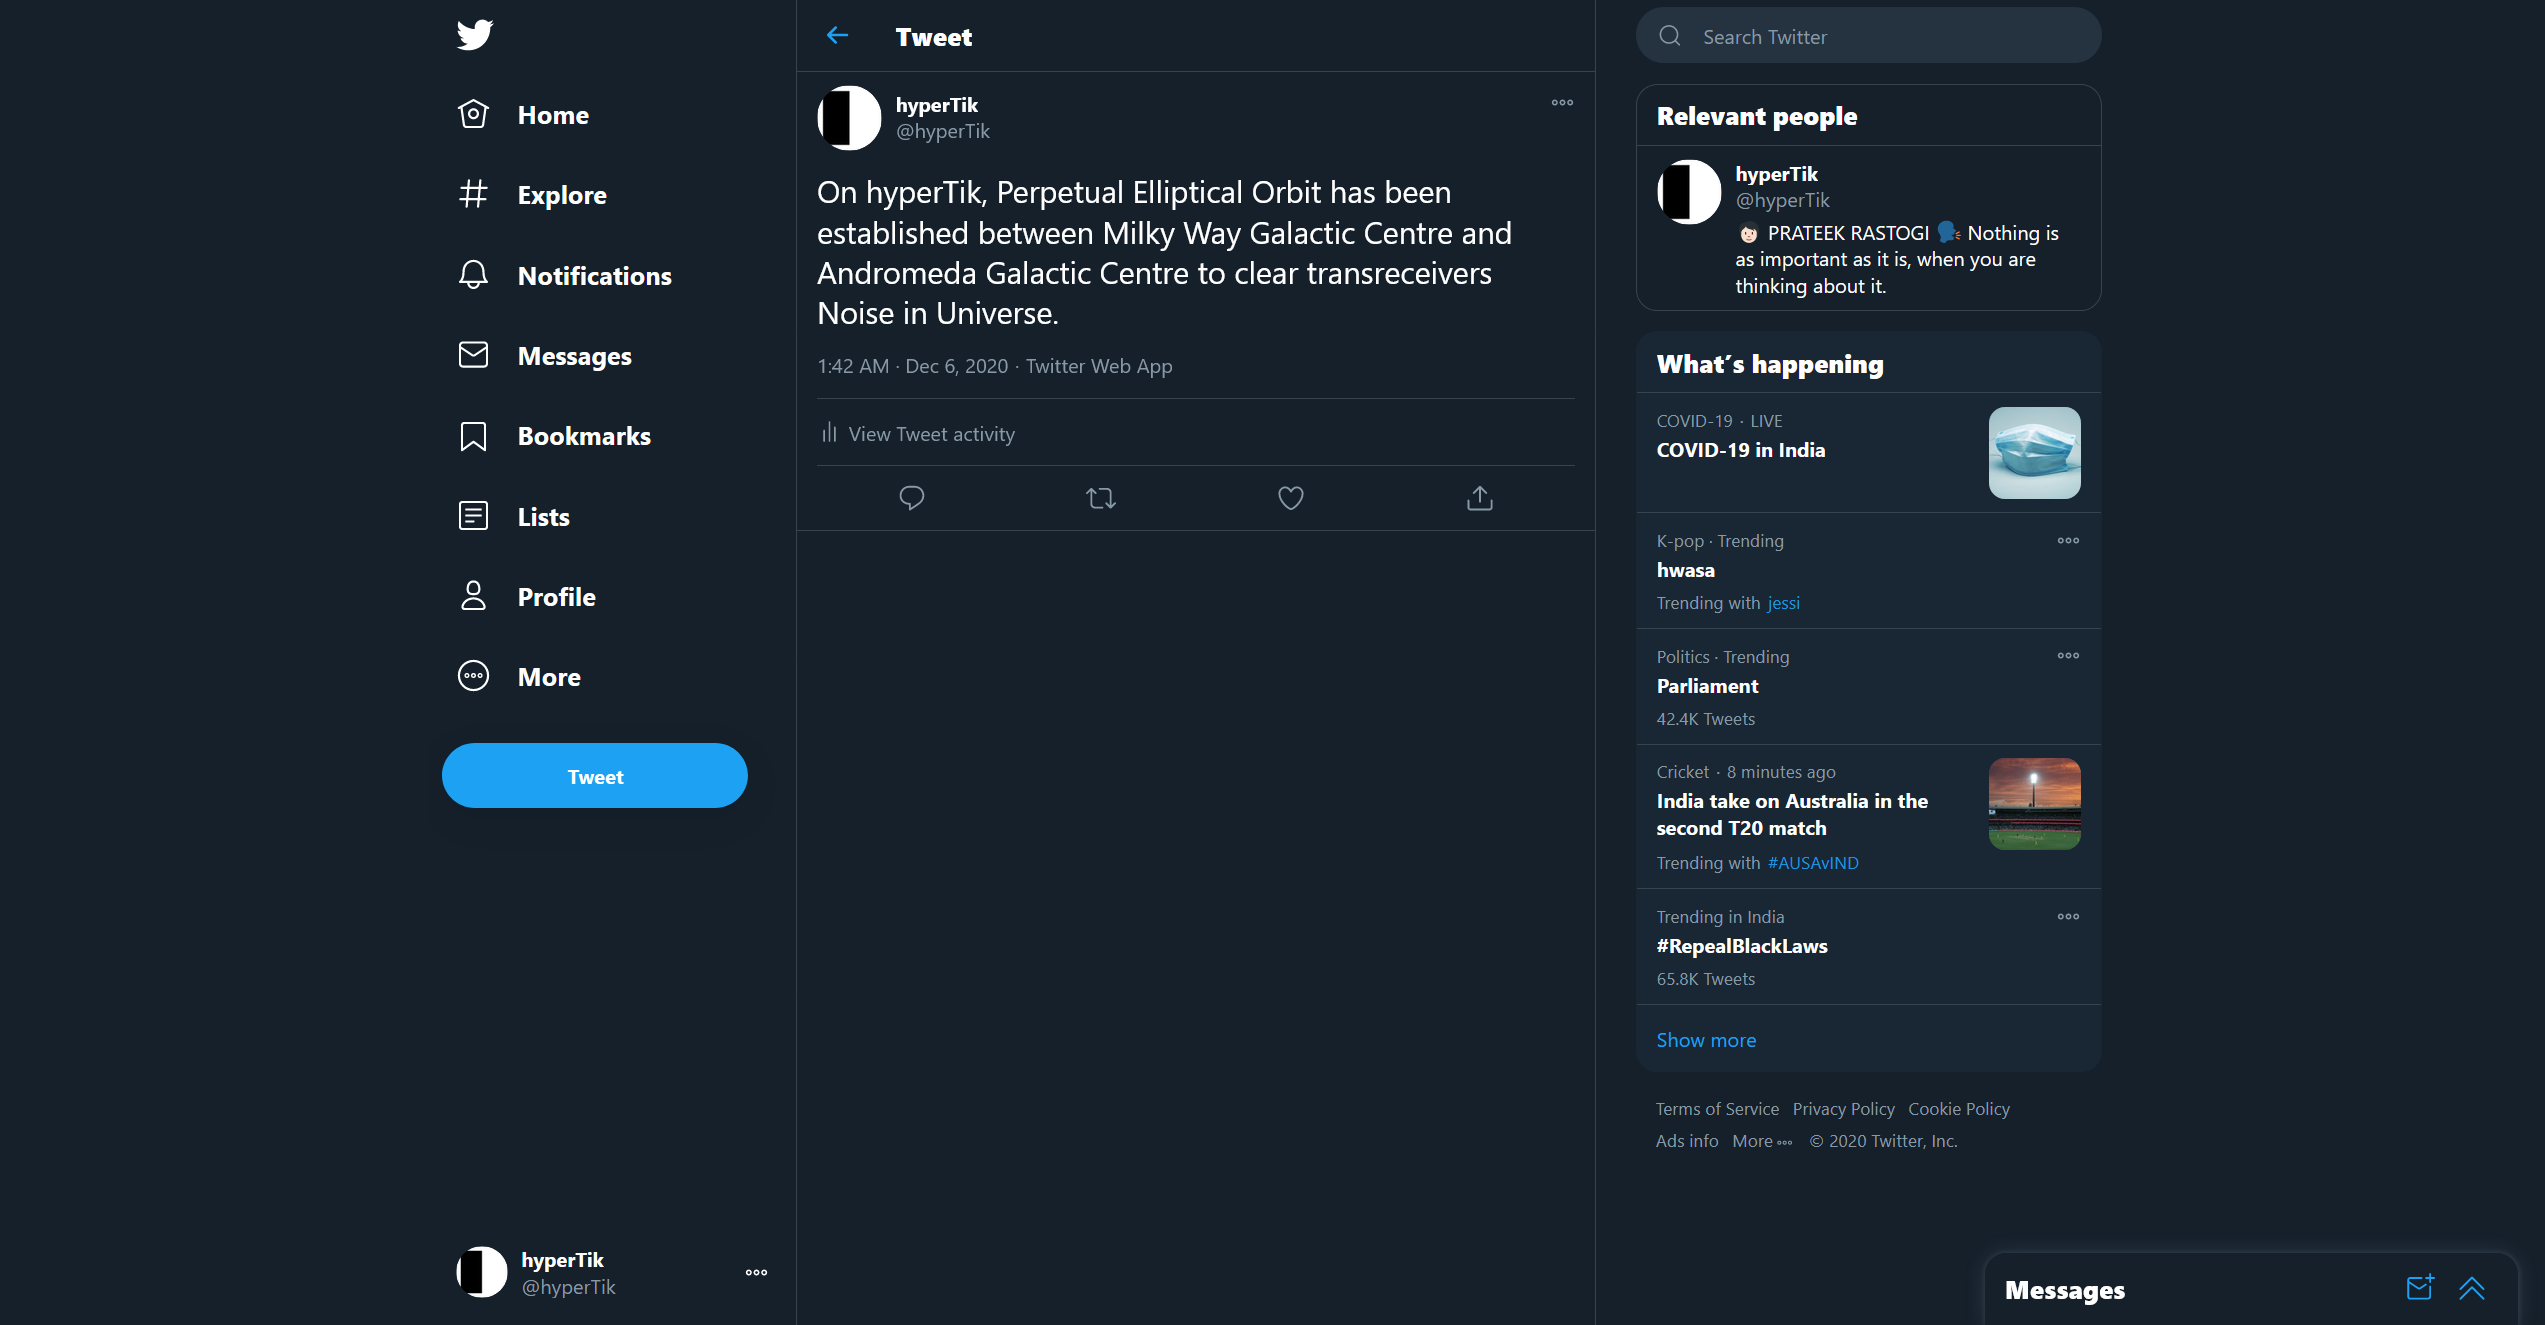 Home
Explore
Notifications
Messages
Bookmarks
Lists
Profile
More
Tweet
hyperTik
@hyperTik
Tweet
hyperTik
@hyperTik
On hyperTik, Perpetual Elliptical Orbit has been
established between Milky Way Galactic Centre and
Andromeda Galactic Centre to clear transreceivers
Noise in Universe.
1:42 AM · Dec 6, 2020 · Twitter Web App
View Tweet activity
Search Twitter
Relevant people
hyperTik
@hyperTik
PRATEEK RASTOGI Nothing is
as important as it is, when you are
thinking about it.
What's happening
COVID-19 · LIVE
COVID-19 in India
K-pop · Trending
hwasa
Trending with jessi
Politics · Trending
Parliament
42.4K Tweets
Cricket · 8 minutes ago
India take on Australia in the
second T20 match
Trending with #AUSAvIND
Trending in India
#RepealBlackLaws
65.8K Tweets
Show more
Terms of Service Privacy Policy Cookie Policy
Ads info More © 2020 Twitter, Inc.
Messages